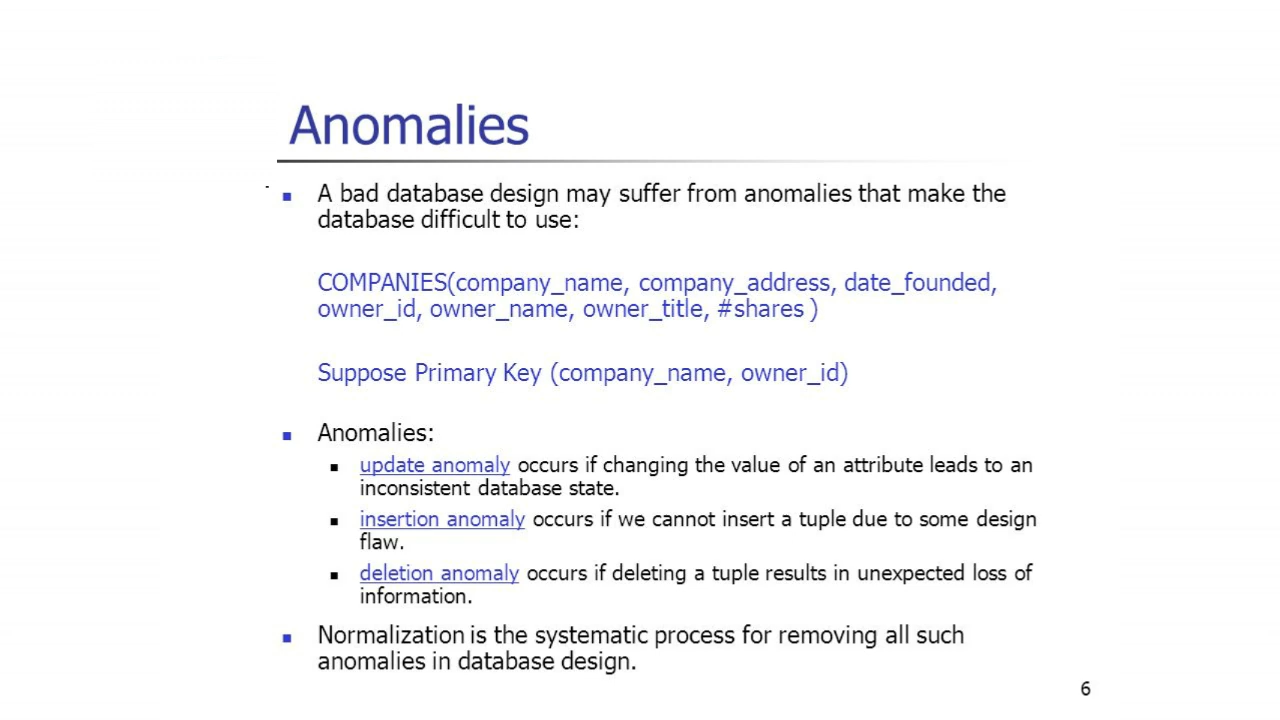 Anomalies
A bad database design may suffer from anomalies that make the
database difficult to use:
COMPANIES(company_name, company_address, date_founded,
owner_id, owner_name, owner_title, #shares )
Suppose Primary Key (company_name, owner_id)
Anomalies:
update anomaly occurs if changing the value of an attribute leads to an
inconsistent database state.
insertion anomaly occurs if we cannot insert a tuple due to some design
flaw.
deletion anomaly occurs if deleting a tuple results in unexpected loss of
information.
Normalization is the systematic process for removing all such
anomalies in database design.
6